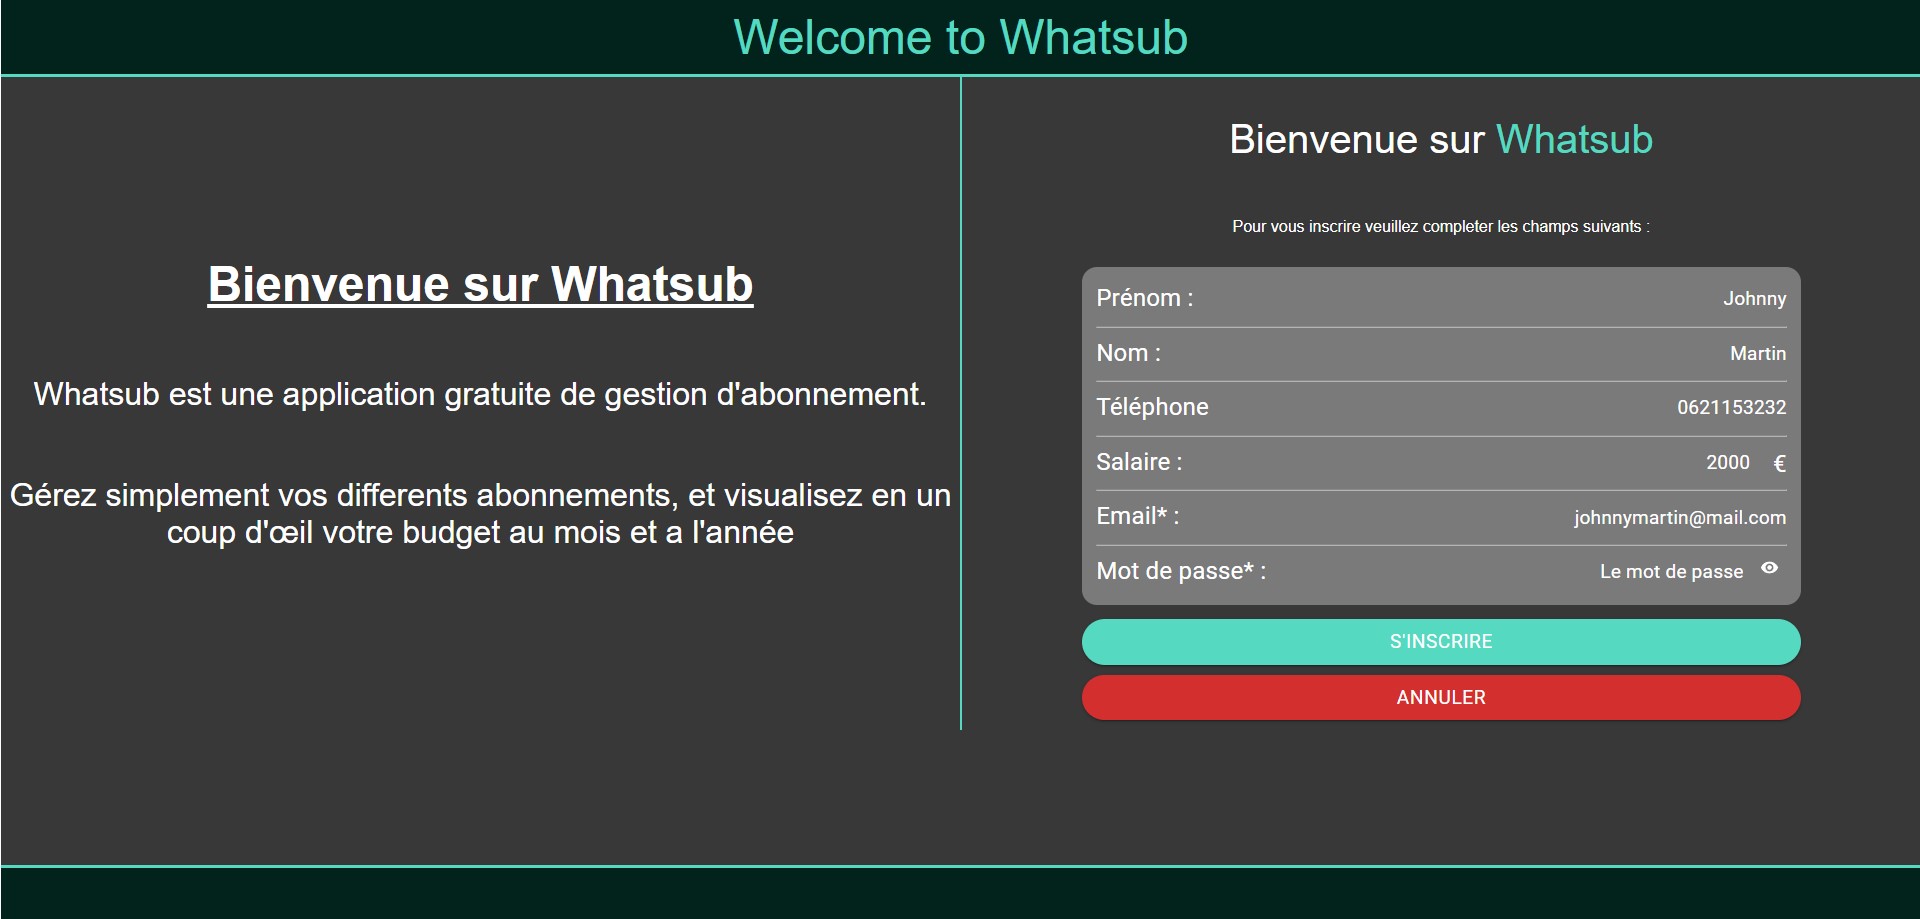 Welcome to Whatsub
Bienvenue sur Whatsub
Whatsub est une application gratuite de gestion d'abonnement.
Gérez simplement vos differents abonnements, et visualisez en un
coup d'œil votre budget au mois et a l'année
Bienvenue sur Whatsub
Pour vous inscrire veuillez completer les champs suivants :
Prénom : Johnny
Nom : Martin
Téléphone 0621153232
Salaire : 2000 €
Email* : johnnymartin@mail.com
Mot de passe* : Le mot de passe
S'INSCRIRE
ANNULER